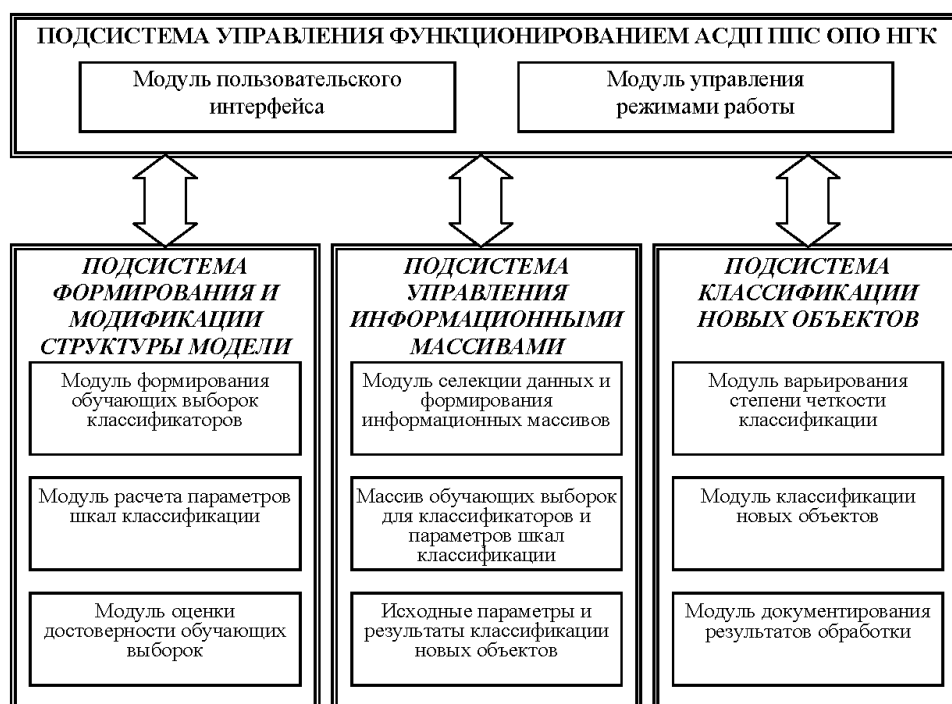 ПОДСИСТЕМА УПРАВЛЕНИЯ ФУНКЦИОНИРОВАНИЕМ АСДП ППС ОПО НГК
Модуль пользовательского
интерфейса
Модуль управления
режимами работы
ПОДСИСТЕМА
ФОРМИРОВАНИЯ И
МОДИФИКАЦИИ
СТРУКТУРЫ МОДЕЛИ
Модуль формирования
обучающих выборок
классификаторов
Модуль расчета параметров
шкал классификации
Модуль оценки
достоверности обучающих
выборок
ПОДСИСТЕМА
УПРАВЛЕНИЯ
ИНФОРМАЦИОННЫМИ
МАССИВАМИ
Модуль селекции данных и
формирования
информационных массивов
Массив обучающих выборок
для классификаторов и
параметров шкал
классификации
Исходные параметры и
результаты классификации
новых объектов
ПОДСИСТЕМА
КЛАССИФИКАЦИИ
НОВЫХ ОБЪЕКТОВ
Модуль варьирования
степени четкости
классификации
Модуль классификации
новых объектов
Модуль документирования
результатов обработки